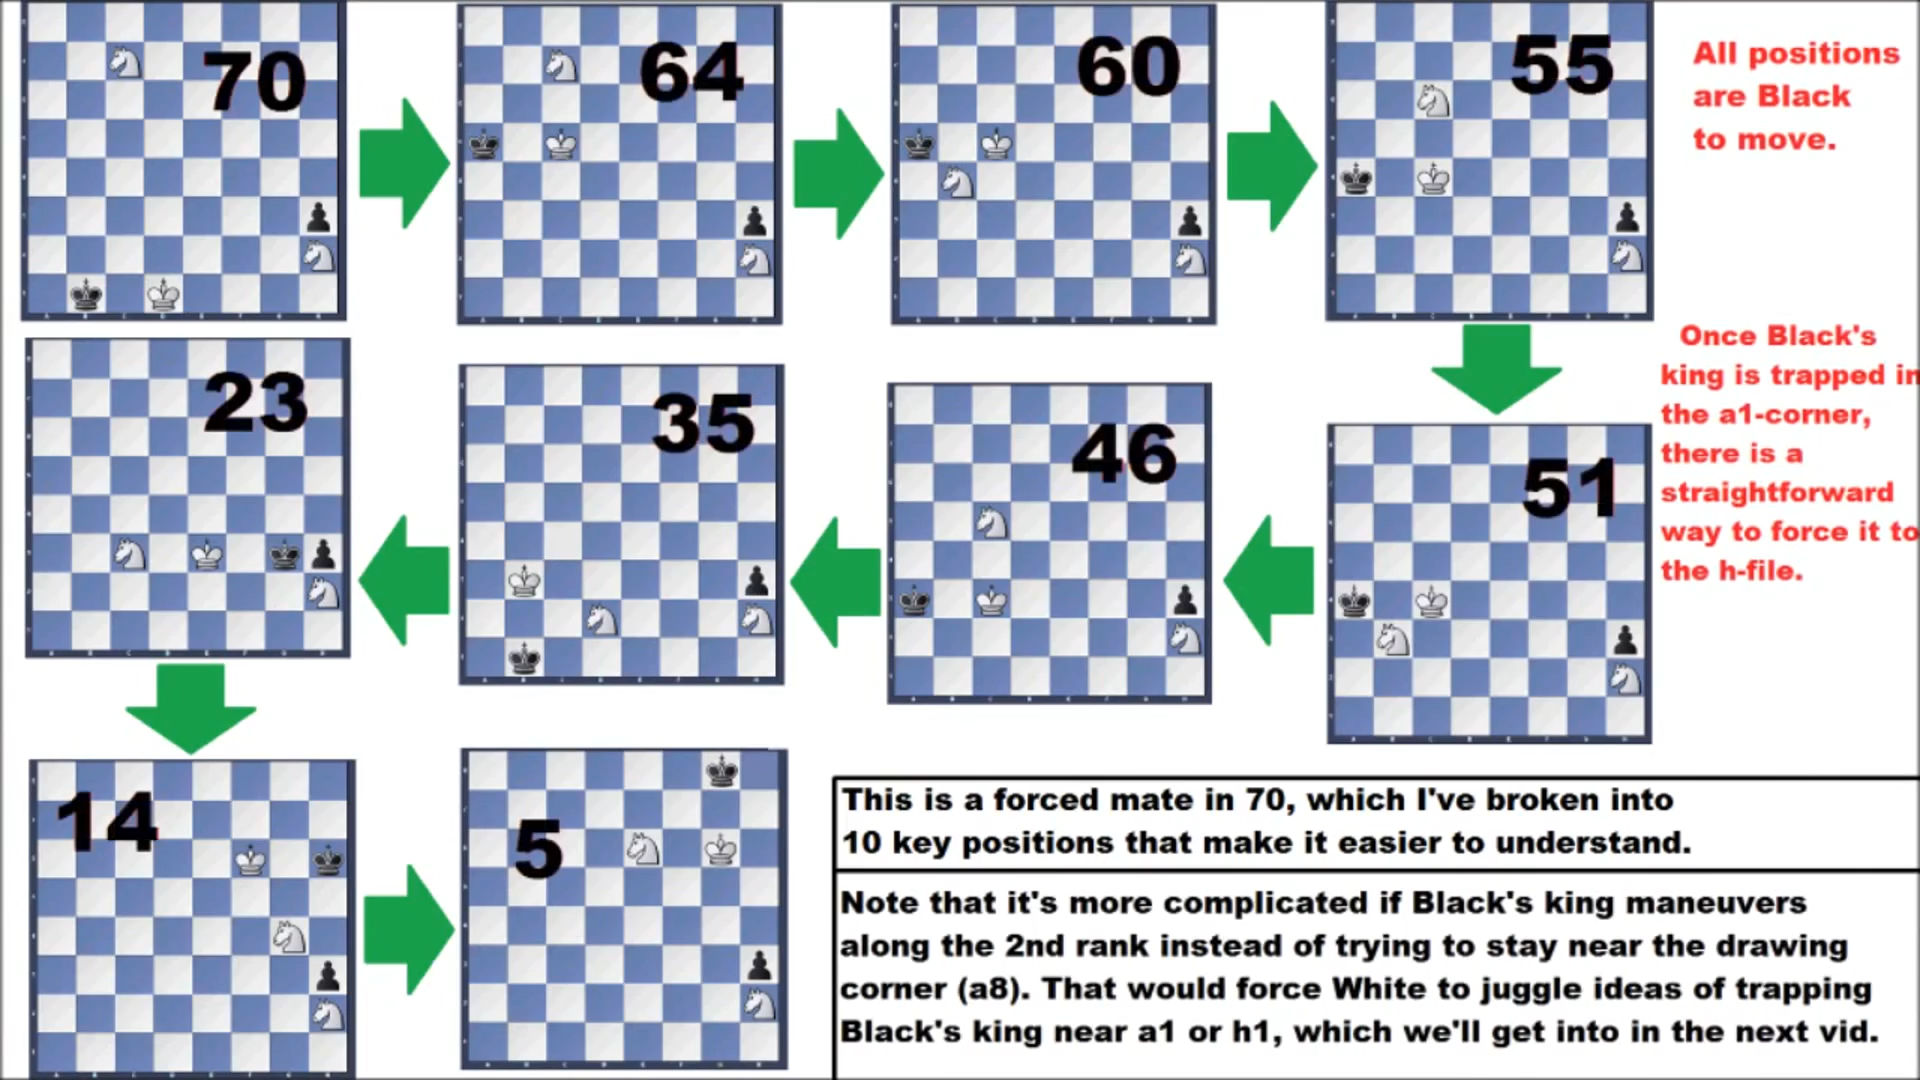 70
64
60
55
All positions
are Black
to move.
Once Black's
king is trapped in
the a1-corner,
there is a
straightforward
way to force it to
the h-file.
23
35
46
51
14
5
This is a forced mate in 70, which I've broken into
10 key positions that make it easier to understand.
Note that it's more complicated if Black's king maneuvers
along the 2nd rank instead of trying to stay near the drawing
corner (a8). That would force White to juggle ideas of trapping
Black's king near a1 or h1, which we'll get into in the next vid.